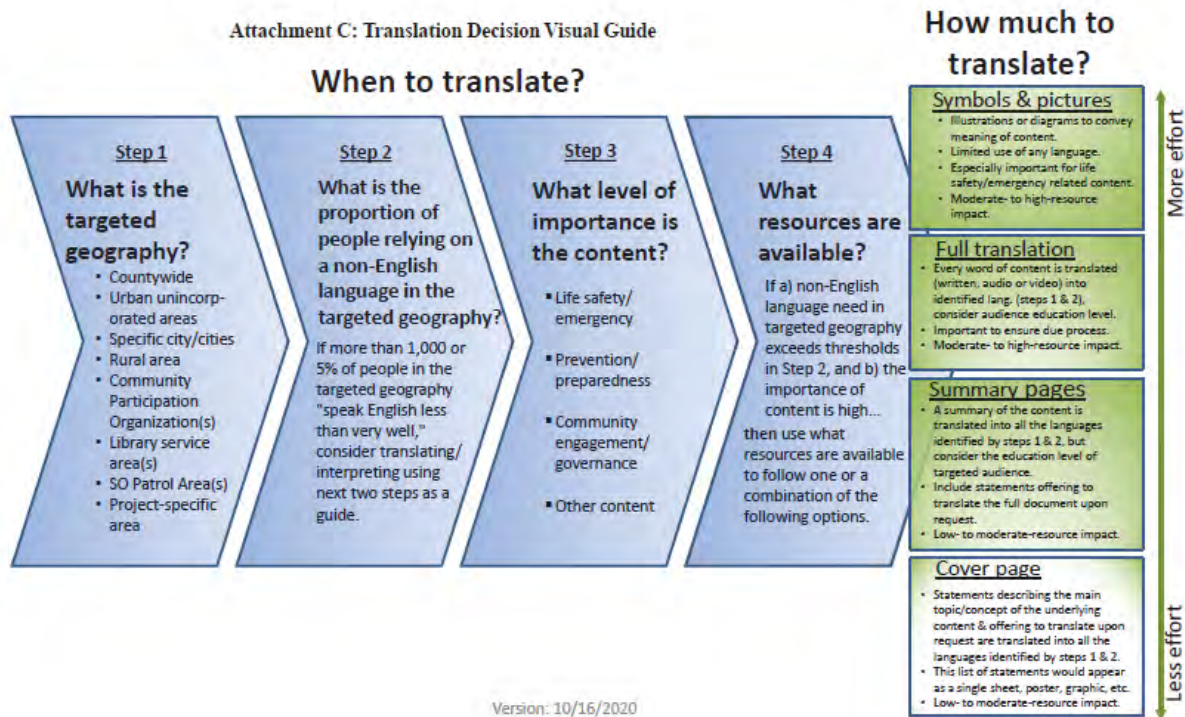 Attachment C: Translation Decision Visual Guide
When to translate?
Step 1
What is the
targeted
geography?
• Countywide
• Urban unincorp-
orated areas
• Specific city/cities
• Rural area
• Community
Participation
Organization(s)
• Library service
area(s)
• SO Patrol Area(s)
• Project-specific
area
Step 2
What is the
proportion of
people relying on
a non-English
language in the
targeted geography?
If more than 1,000 or
5% of people in the
targeted geography
"speak English less
than very well,"
consider translating/
interpreting using
next two steps as a
guide.
Step 3
What level of
importance is
the content?
▪ Life safety/
emergency
▪ Prevention/
preparedness
▪ Community
engagement/
governance
▪ Other content
Step 4
What
resources are
available?
If a) non-English
language need in
targeted geography
exceeds thresholds
in Step 2, and b) the
importance of
content is high...
then use what
resources are available
to follow one or a
combination of the
following options.
How much to
translate?
Symbols & pictures
• Illustrations or diagrams to convey
meaning of content.
• Limited use of any language.
• Especially important for life
safety/emergency related content.
• Moderate- to high-resource
impact.
Full translation
• Every word of content is translated
(written, audio or video) into
identified lang. (steps 1 & 2),
consider audience education level.
• Important to ensure due process.
• Moderate- to high-resource impact.
Summary pages
• A summary of the content is
translated into all the languages
identified by steps 1 & 2, but
consider the education level of
targeted audience.
• Include statements offering to
translate the full document upon
request.
• Low- to moderate-resource impact.
Cover page
• Statements describing the main
topic/concept of the underlying
content & offering to translate upon
request are translated into all the
languages identified by steps 1 & 2.
• This list of statements would appear
as a single sheet, poster, graphic, etc.
• Low- to moderate-resource impact.
More effort
Less effort
Version: 10/16/2020